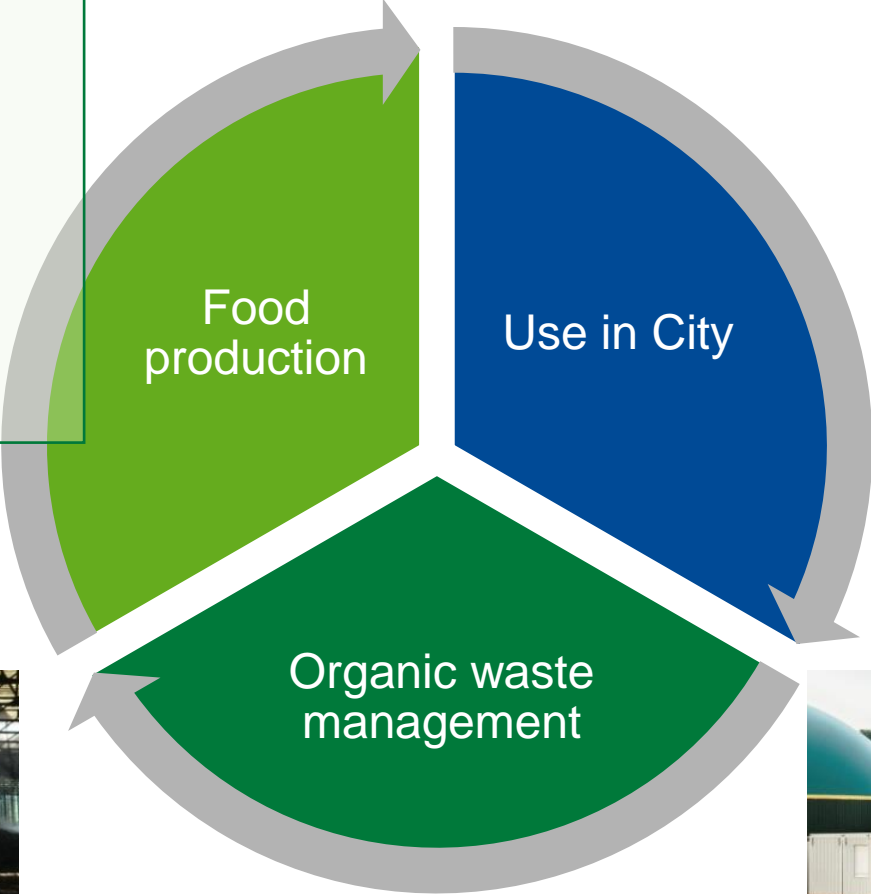 Food
production
Use in City
Organic waste
management